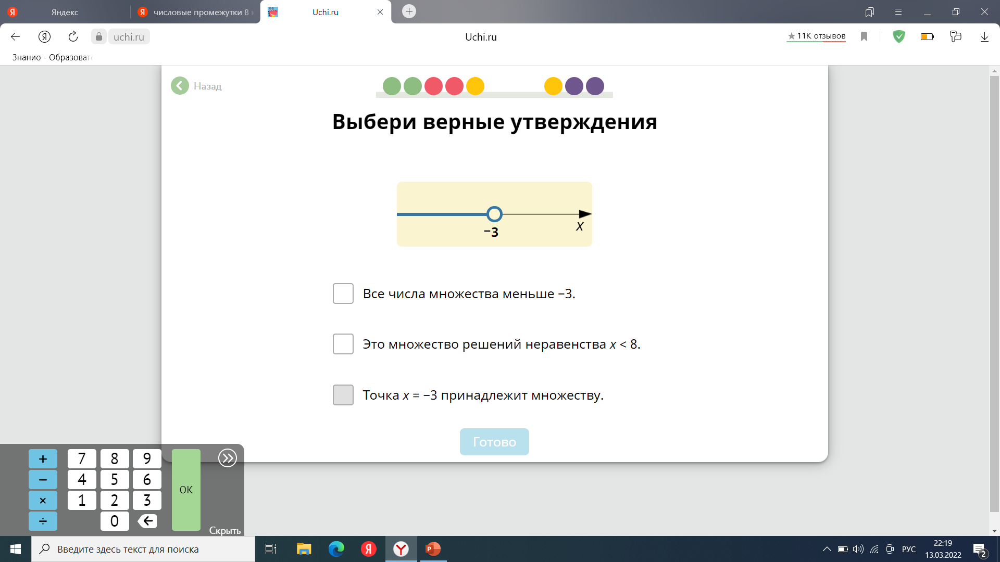 Яндекс
числовые промежутки 8
Uchi.ru
uchi.ru
Uchi.ru
★11К отзывов
Знанио - Образоват
Назад
Выбери верные утверждения
−3
x
Все числа множества меньше −3.
Это множество решений неравенства x < 8.
Точка x = −3 принадлежит множеству.
Готово
+ 7 8 9
− 4 5 6
× 1 2 3
÷ 0
OK
Скрыть
Введите здесь текст для поиска
РУС
22:19
13.03.2022
2